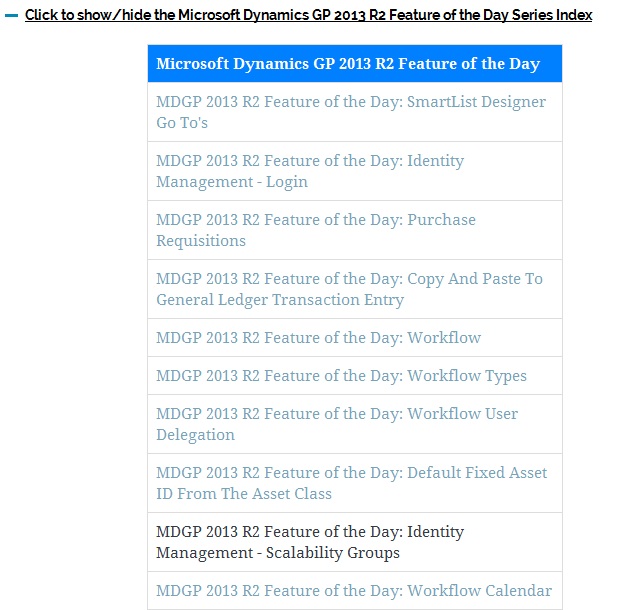 Click to show/hide the Microsoft Dynamics GP 2013 R2 Feature of the Day Series Index
Microsoft Dynamics GP 2013 R2 Feature of the Day
MDGP 2013 R2 Feature of the Day: SmartList Designer
Go To's
MDGP 2013 R2 Feature of the Day: Identity
Management - Login
MDGP 2013 R2 Feature of the Day: Purchase
Requisitions
MDGP 2013 R2 Feature of the Day: Copy And Paste To
General Ledger Transaction Entry
MDGP 2013 R2 Feature of the Day: Workflow
MDGP 2013 R2 Feature of the Day: Workflow Types
MDGP 2013 R2 Feature of the Day: Workflow User
Delegation
MDGP 2013 R2 Feature of the Day: Default Fixed Asset
ID From The Asset Class
MDGP 2013 R2 Feature of the Day: Identity
Management - Scalability Groups
MDGP 2013 R2 Feature of the Day: Workflow Calendar